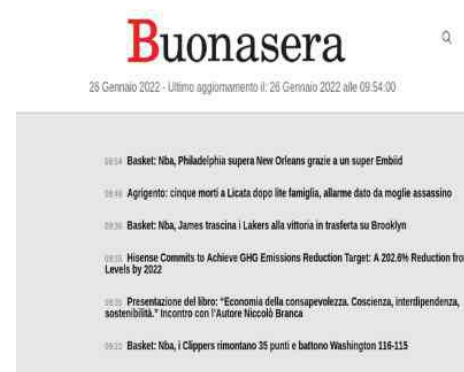 Buonasera
26 Gennaio 2022 - Ultimo aggiornamento il: 26 Gennaio 2022 alle 09:54:00
09:54 Basket: Nba, Philadelphia supera New Orleans grazie a un super Embiid
Agrigento: cinque morti a Licata dopo lite famiglia, allarme dato da moglie assassino
Basket: Nba, James trascina i Lakers alla vittoria in trasferta su Brooklyn
Hisense Commits to Achieve GHG Emissions Reduction Target: A 202.6% Reduction fro
Levels by 2022
Presentazione del libro: “Economia della consapevolezza. Coscienza, interdipendenza,
sostenibilità.” Incontro con l'Autore Niccolò Branca
Basket: Nba, i Clippers rimontano 35 punti e battono Washington 116-115